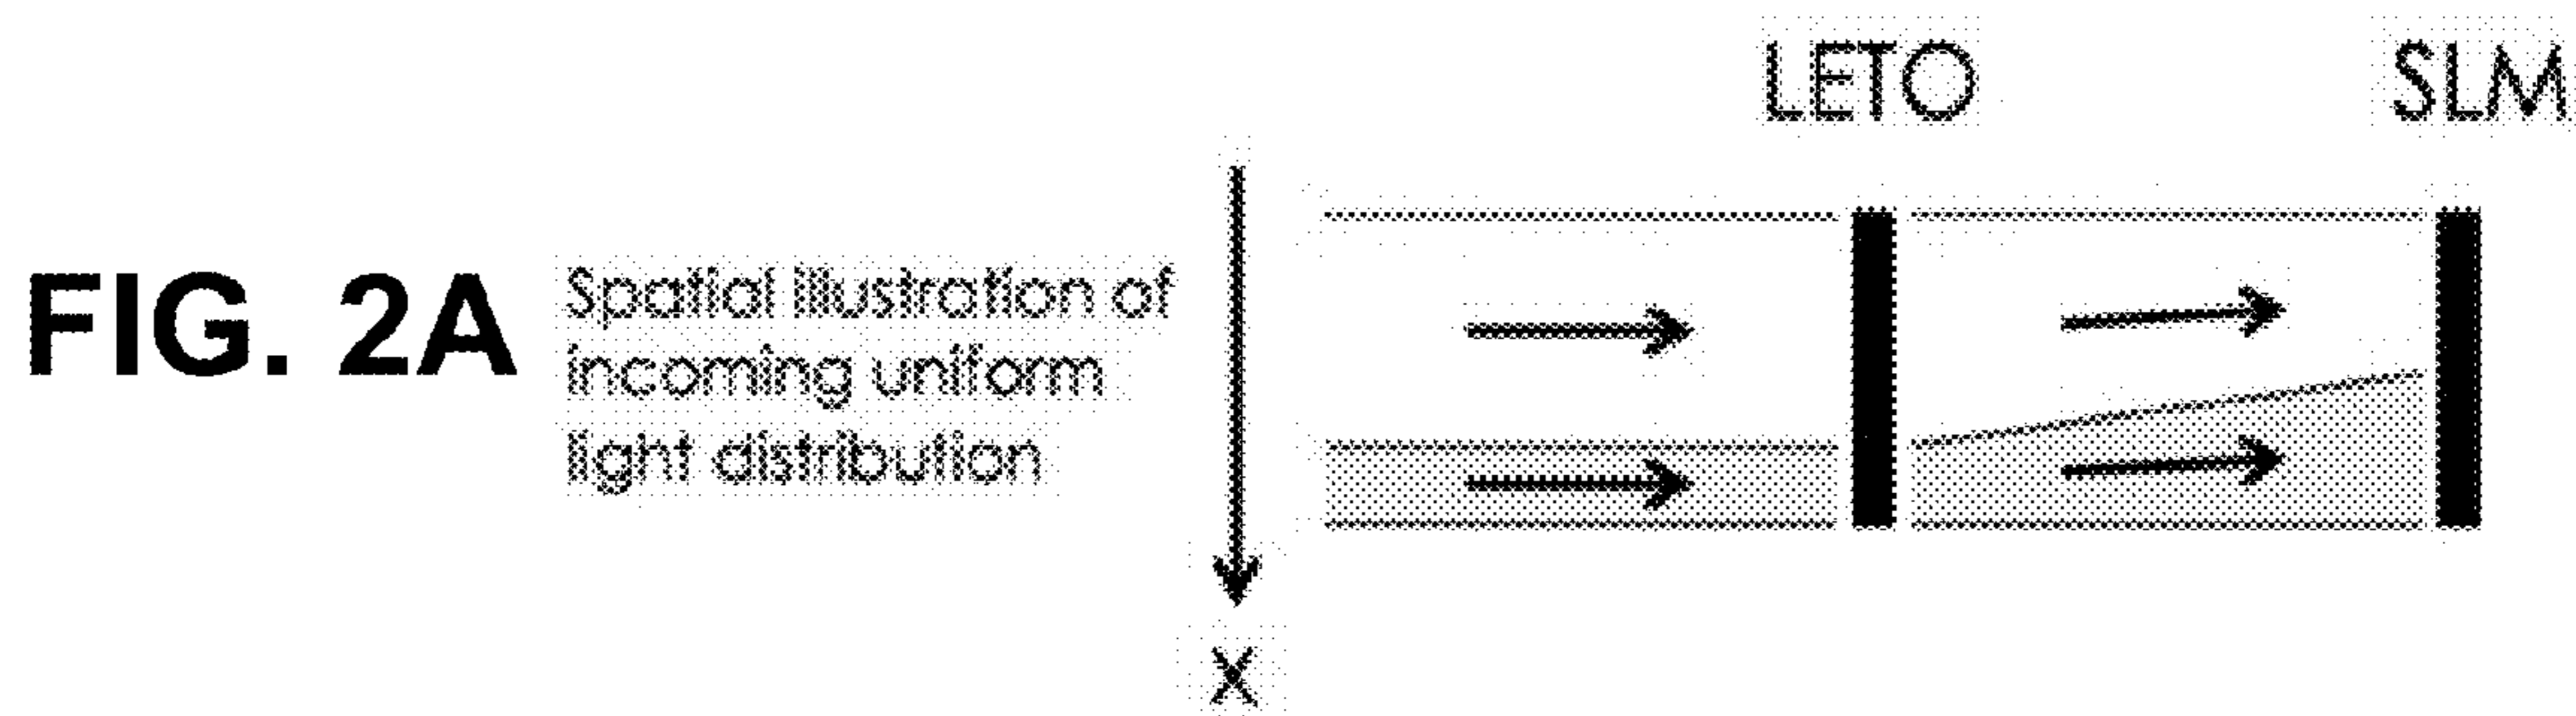 LETO
SLM
FIG. 2A
Spatial illustration of
incoming uniform
light distribution
X